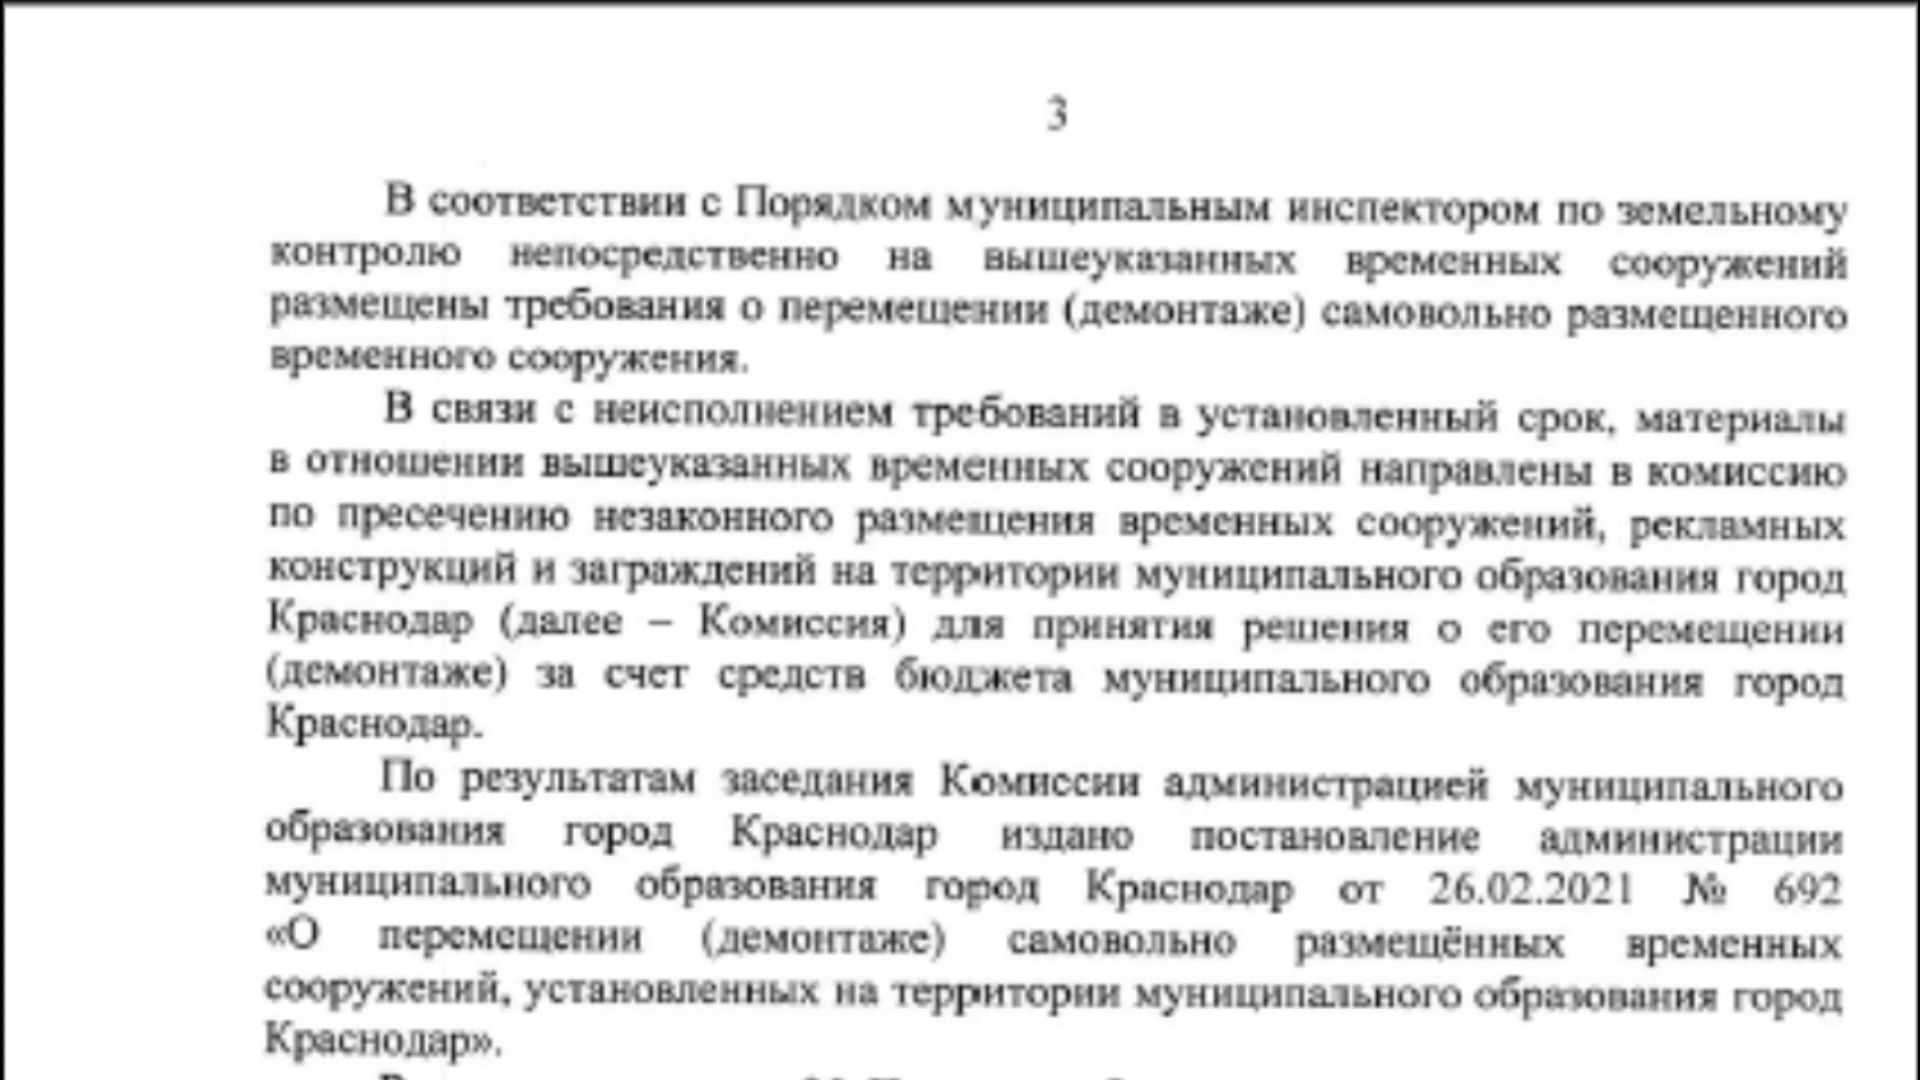 3
В соответствии с Порядком муниципальным инспектором по земельному
контролю непосредственно на вышеуказанных временных сооружений
размещены требования о перемещении (демонтаже) самовольно размещенного
временного сооружения.
В связи с неисполнением требований в установленный срок, материалы
в отношении вышеуказанных временных сооружений направлены в комиссию
по пресечению незаконного размещения временных сооружений, рекламных
конструкций и заграждений на территории муниципального образования город
Краснодар (далее – Комиссия) для принятия решения о его перемещении
(демонтаже) за счет средств бюджета муниципального образования город
Краснодар.
По результатам заседания Комиссии администрацией муниципального
образования город Краснодар издано постановление администрации
муниципального образования город Краснодар от 26.02.2021 № 692
«О перемещении (демонтаже) самовольно размещённых временных
сооружений, установленных на территории муниципального образования город
Краснодар».